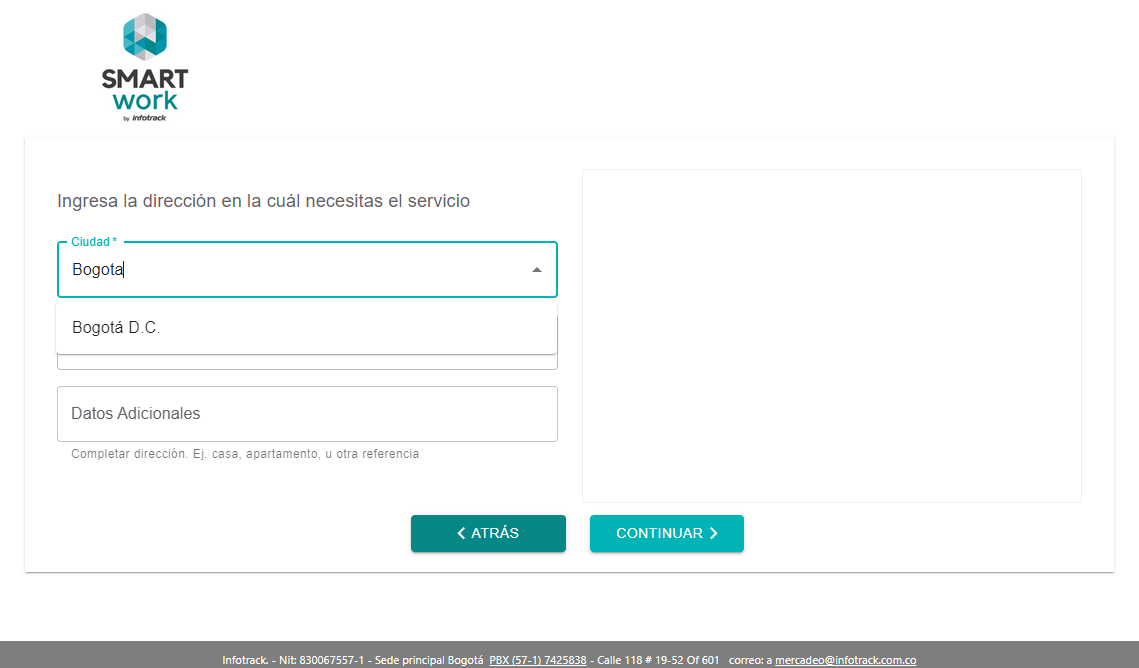 SMART
work
by infotrack
Ingresa la dirección en la cuál necesitas el servicio
Ciudad *
Bogota
Bogotá D.C.
Datos Adicionales
Completar dirección. Ej. casa, apartamento, u otra referencia
ATRÁS
CONTINUAR
Infotrack. - Nit: 830067557-1 - Sede principal Bogotá PBX (57-1) 7425838 - Calle 118 # 19-52 Of 601 correo: a mercadeo@infotrack.com.co